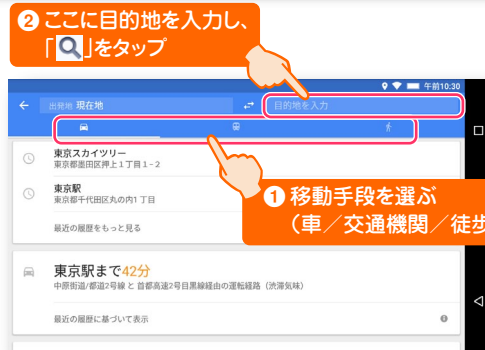 ② ここに目的地を入力し、
「 」をタップ
午前10:30
出発地 現在地
目的地を入力
東京スカイツリー
東京都墨田区押上1丁目1−2
東京駅
東京都千代田区丸の内1 丁目
① 移動手段を選ぶ
（車／交通機関／徒歩
最近の履歴をもっと見る
東京駅まで42分
中原街道/都道2号線 と 首都高速2号目黒線経由の運転経路（渋滞気味）
最近の履歴に基づいて表示